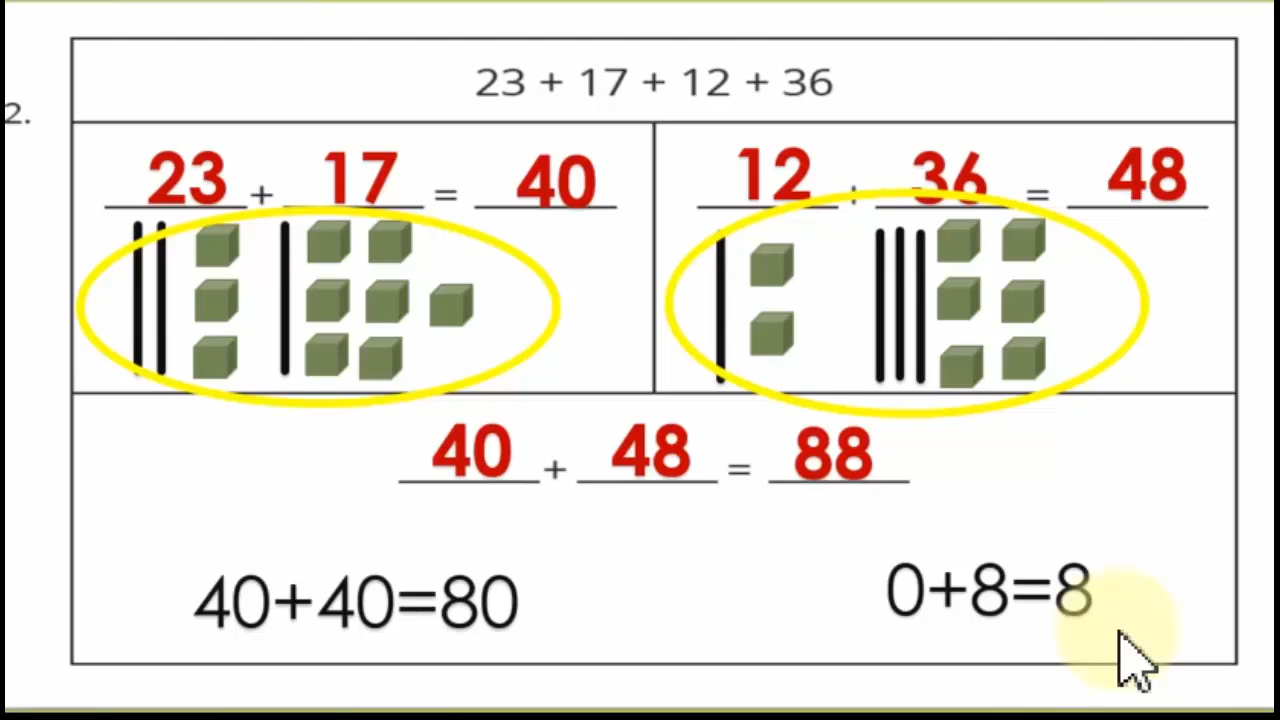 23 + 17 + 12 + 36
2.
23 + 17 = 40
12 + 36 = 48
40 + 48 = 88
40+40=80
0+8=8